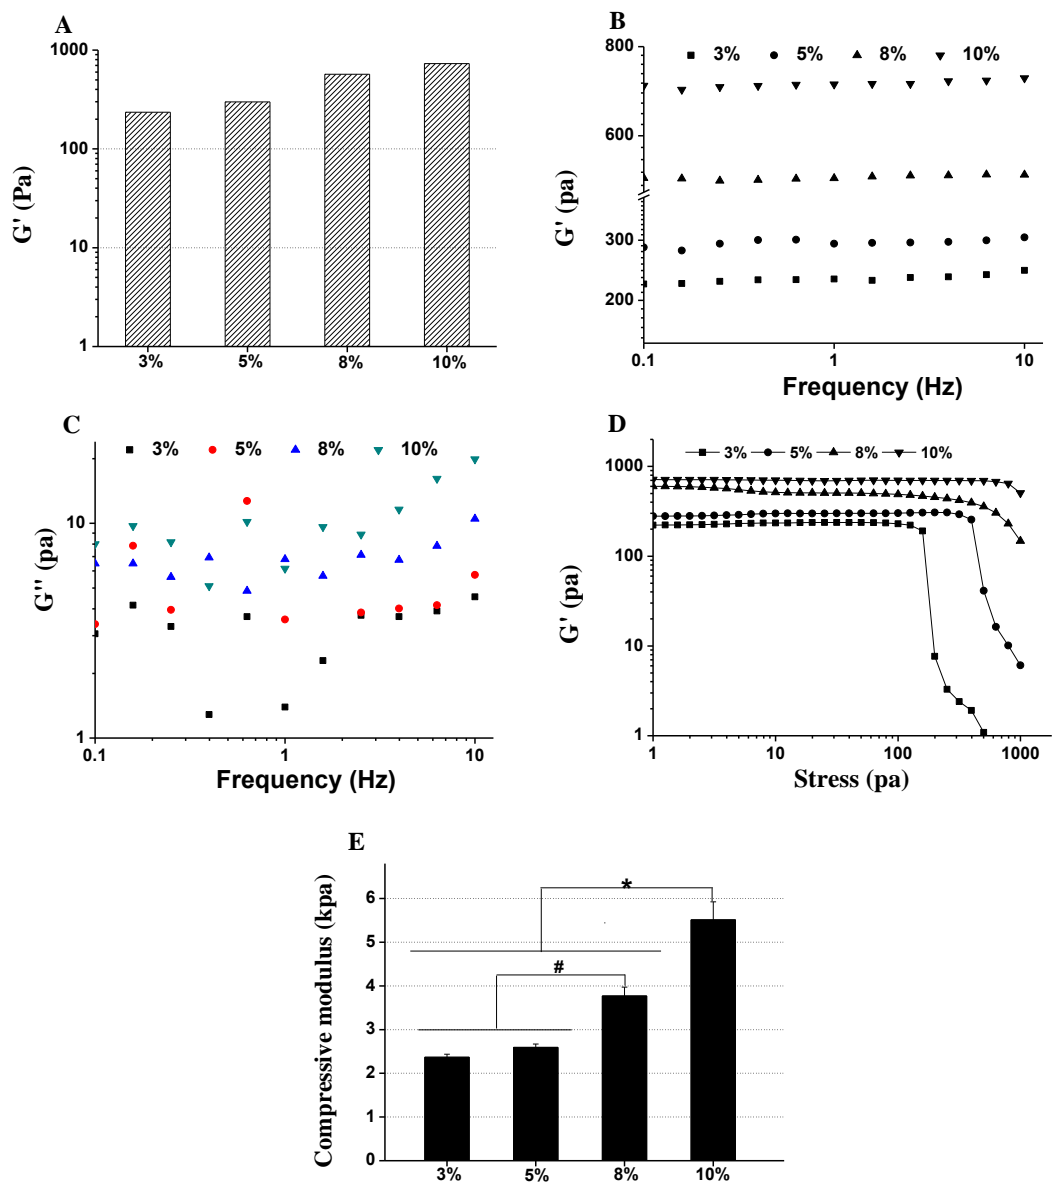 A
1000
100
10
1
G' (Pa)
3% 5% 8% 10%
B
3% 5% 8% 10%
800
600
300
200
G' (pa)
0.1 1 10
Frequency (Hz)
C
3% 5% 8% 10%
10
1
G'' (pa)
0.1 1 10
Frequency (Hz)
D
3% 5% 8% 10%
1000
100
10
1
G' (pa)
1 10 100 1000
Stress (pa)
E
*
#
6
5
4
3
2
1
0
Compressive modulus (kpa)
3% 5% 8% 10%